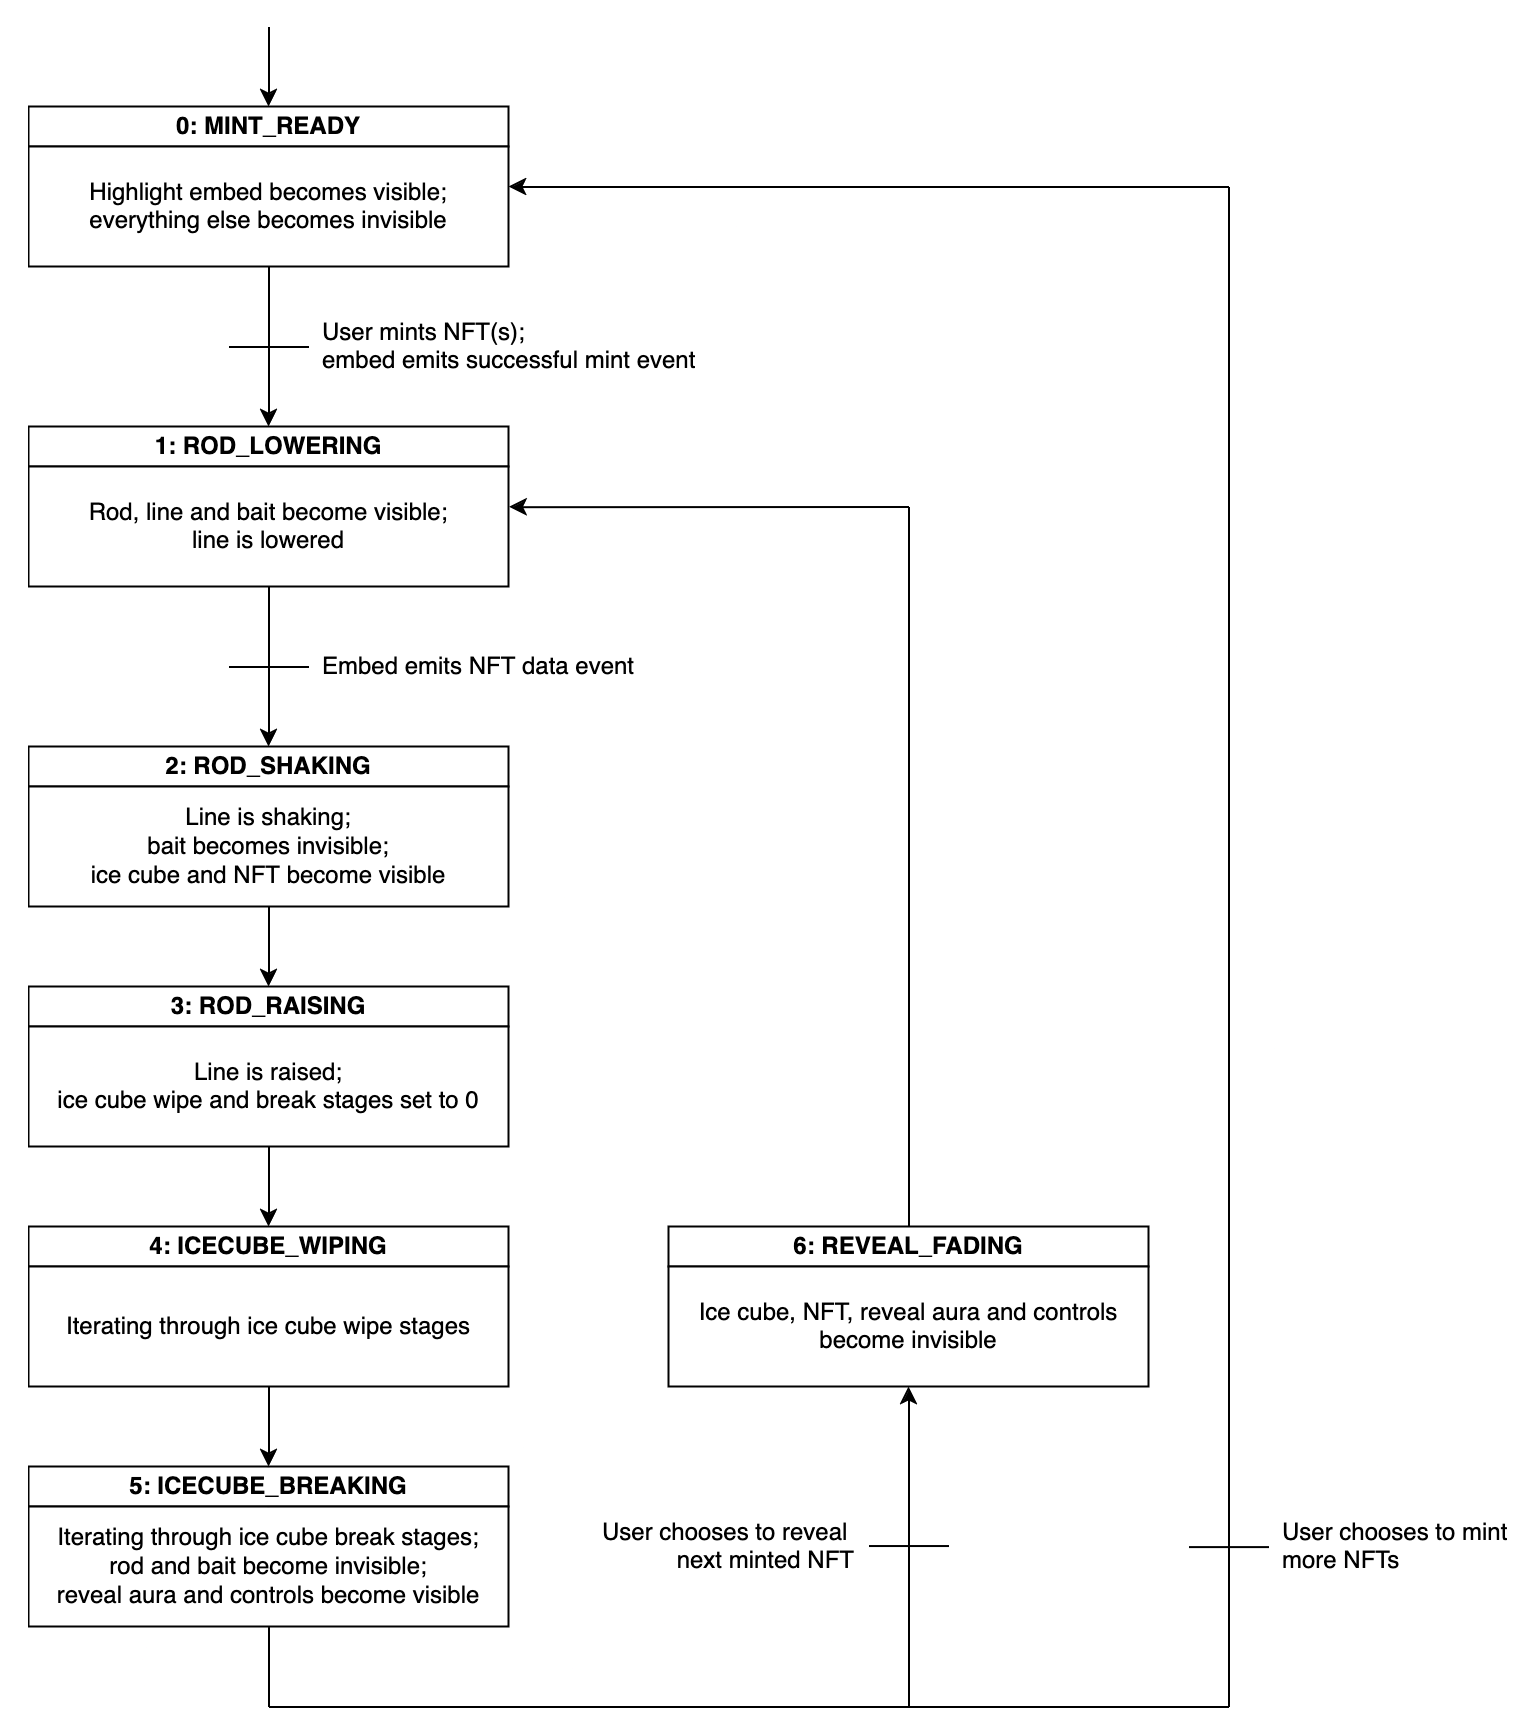 0: MINT_READY
Highlight embed becomes visible;
everything else becomes invisible
User mints NFT(s);
embed emits successful mint event
1: ROD_LOWERING
Rod, line and bait become visible;
line is lowered
Embed emits NFT data event
2: ROD_SHAKING
Line is shaking;
bait becomes invisible;
ice cube and NFT become visible
3: ROD_RAISING
Line is raised;
ice cube wipe and break stages set to 0
4: ICECUBE_WIPING
Iterating through ice cube wipe stages
6: REVEAL_FADING
Ice cube, NFT, reveal aura and controls
become invisible
5: ICECUBE_BREAKING
Iterating through ice cube break stages;
rod and bait become invisible;
reveal aura and controls become visible
User chooses to reveal
next minted NFT
User chooses to mint
more NFTs